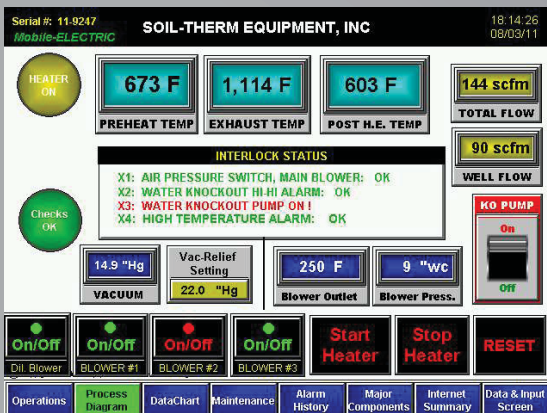 Serial #: 11-9247
Mobile-ELECTRIC
SOIL-THERM EQUIPMENT, INC
18:14:26
08/03/11
HEATER
ON
673 F
PREHEAT TEMP
1,114 F
EXHAUST TEMP
603 F
POST H.E. TEMP
144 scfm
TOTAL FLOW
90 scfm
WELL FLOW
INTERLOCK STATUS
X1: AIR PRESSURE SWITCH, MAIN BLOWER: OK
X2: WATER KNOCKOUT HI-HI ALARM: OK
X3: WATER KNOCKOUT PUMP ON !
X4: HIGH TEMPERATURE ALARM: OK
Checks
OK
KO PUMP
On
Off
14.9 "Hg
VACUUM
Vac-Relief
Setting
22.0 "Hg
250 F
Blower Outlet
9 "wc
Blower Press.
On/Off
Dil. Blower
On/Off
BLOWER #1
On/Off
BLOWER #2
On/Off
BLOWER #3
Start
Heater
Stop
Heater
RESET
Operations
Process
Diagram
DataChart
Maintenance
Alarm
History
Major
Components
Internet
Summary
Data & Input
Screen